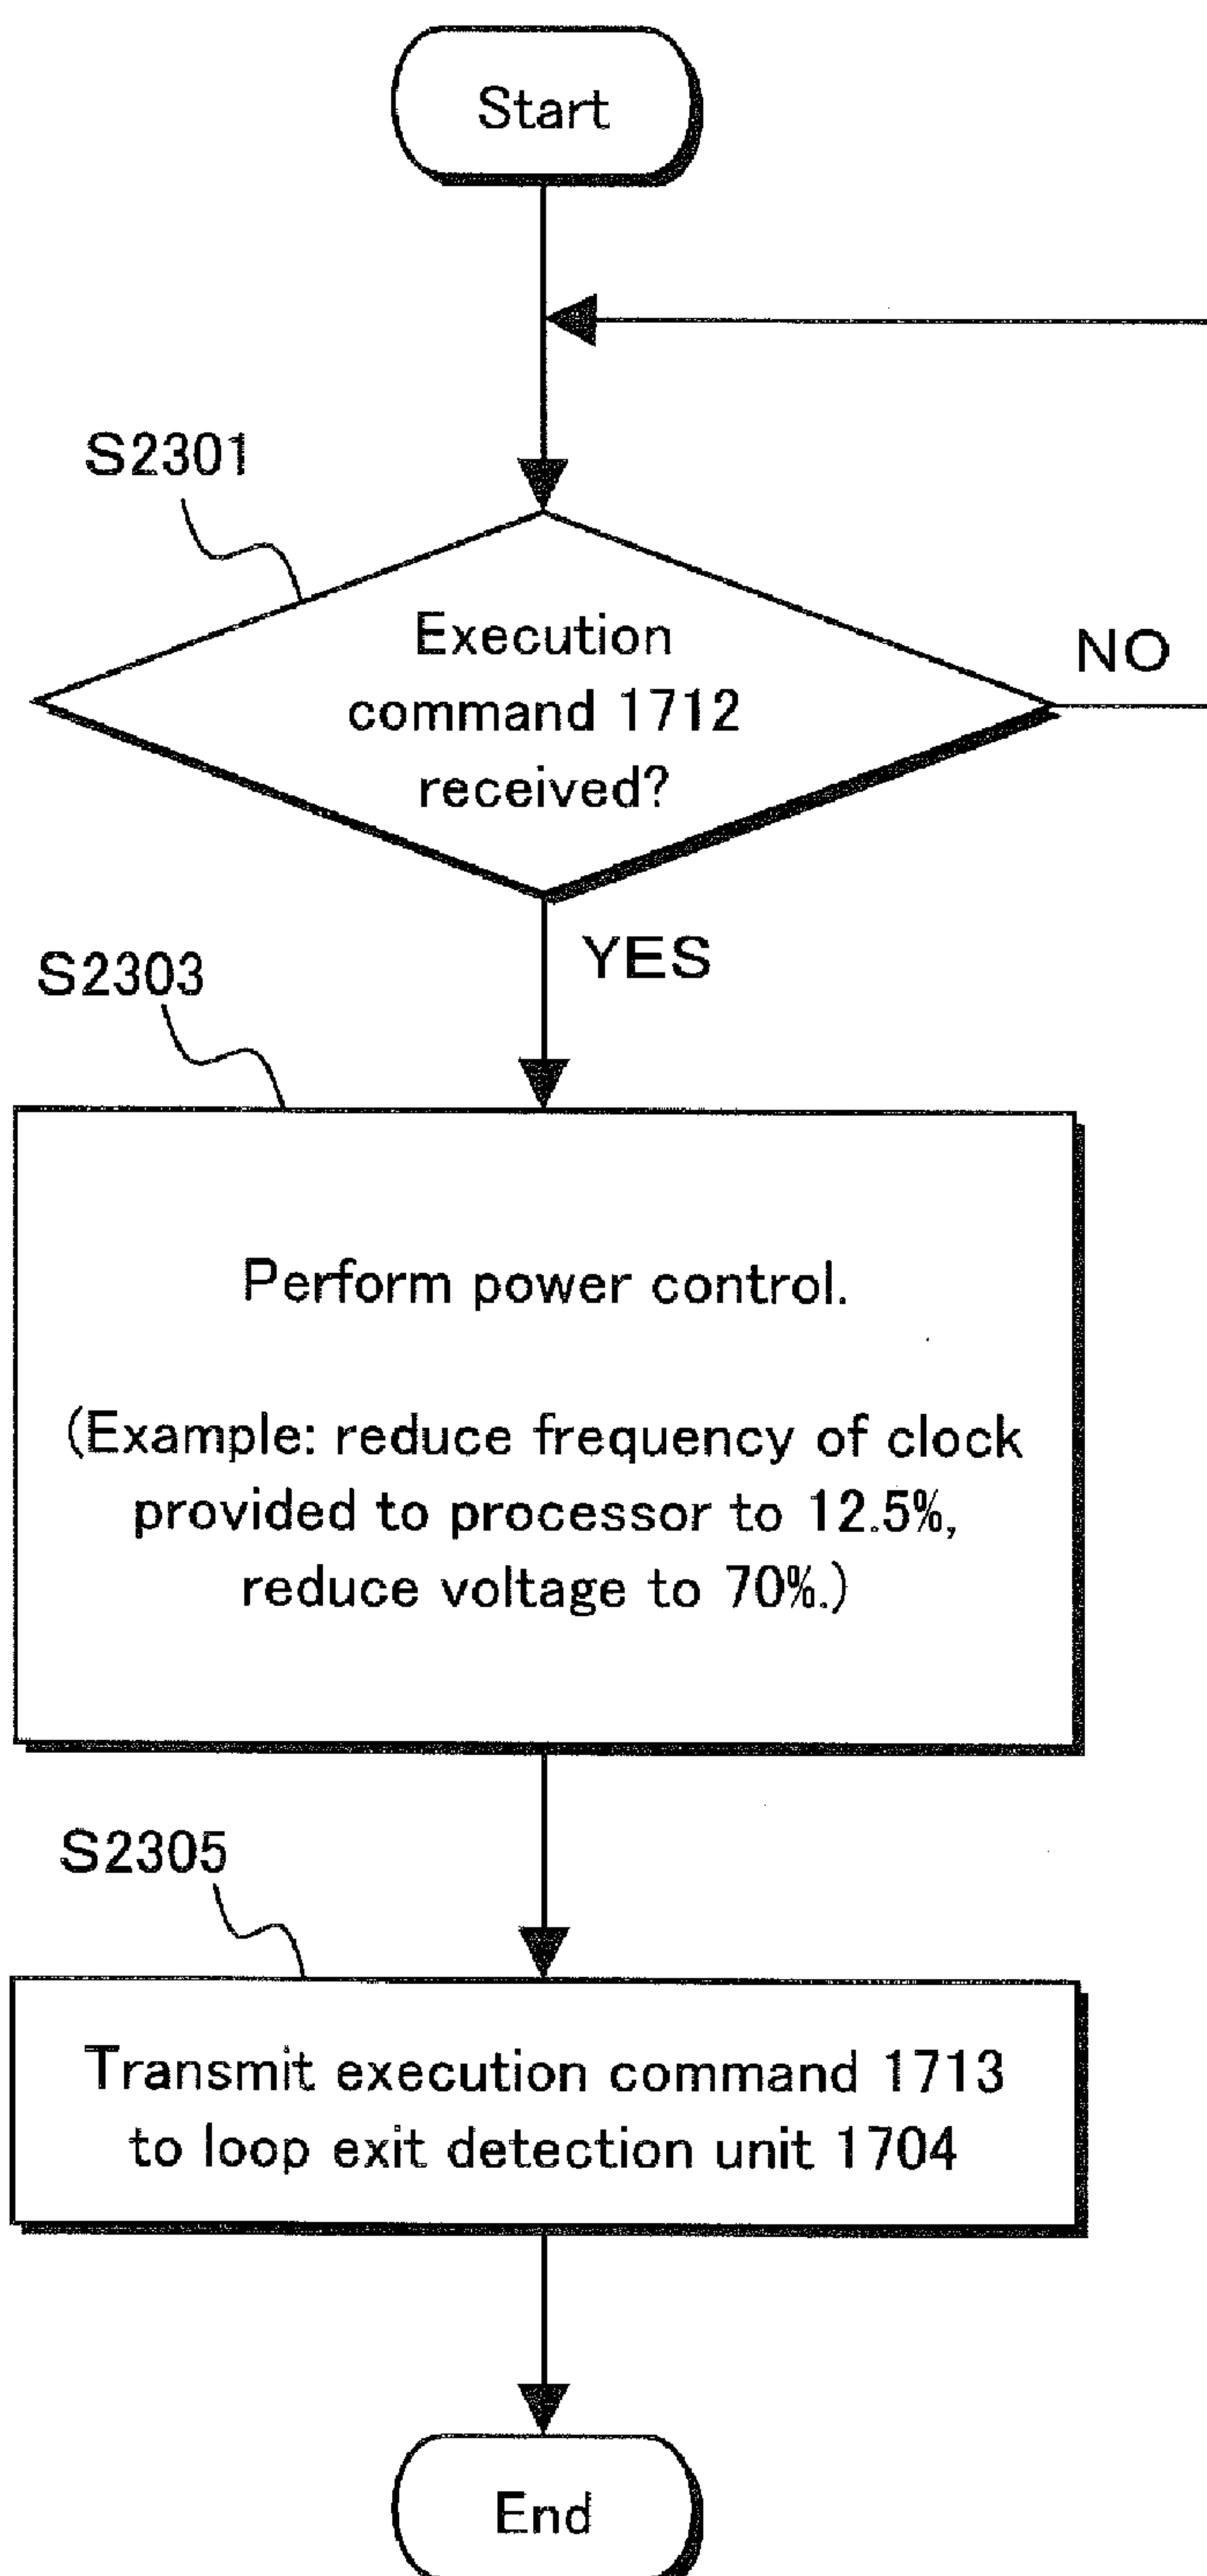 Start
S2301
Execution
command 1712
received?
NO
YES
S2303
Perform power control.
(Example: reduce frequency of clock
provided to processor to 12.5%,
reduce voltage to 70%.)
S2305
Transmit execution command 1713
to loop exit detection unit 1704
End